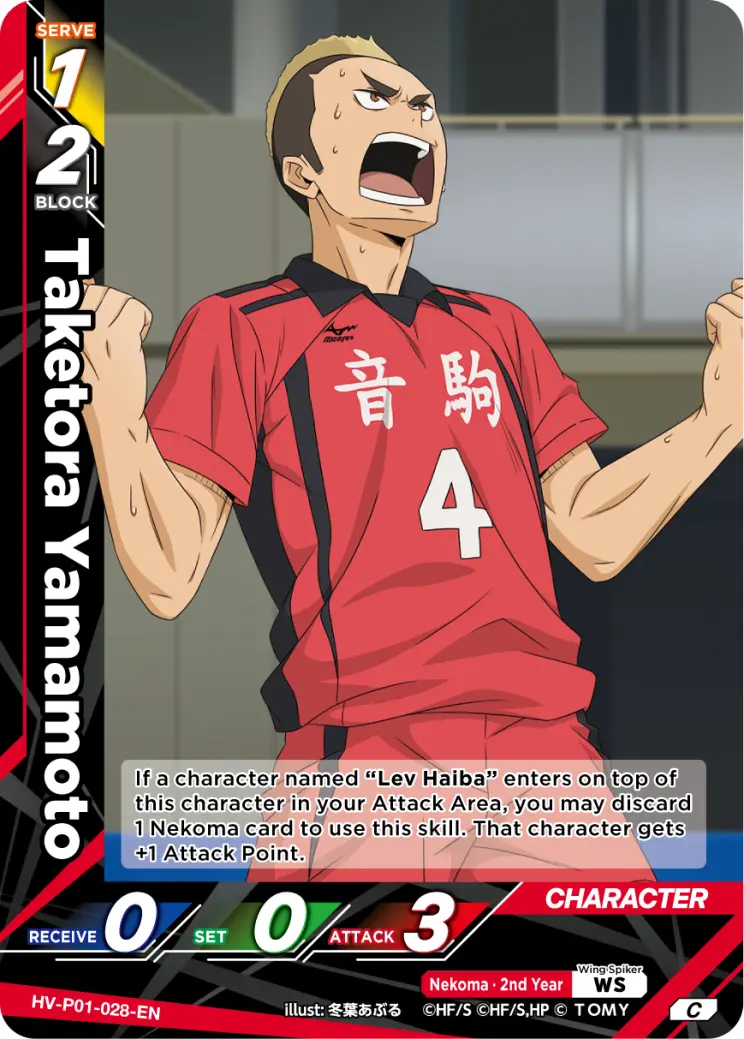 SERVE
1
2
BLOCK
Taketora Yamamoto
Mizuno
音駒
4
If a character named “Lev Haiba” enters on top of
this character in your Attack Area, you may discard
1 Nekoma card to use this skill. That character gets
+1 Attack Point.
CHARACTER
RECEIVE 0 SET 0 ATTACK 3
Nekoma · 2nd Year
Wing Spiker
WS
HV-P01-028-EN
illust: 冬葉あぶる ©HF/S ©HF/S,HP © TOMY
C